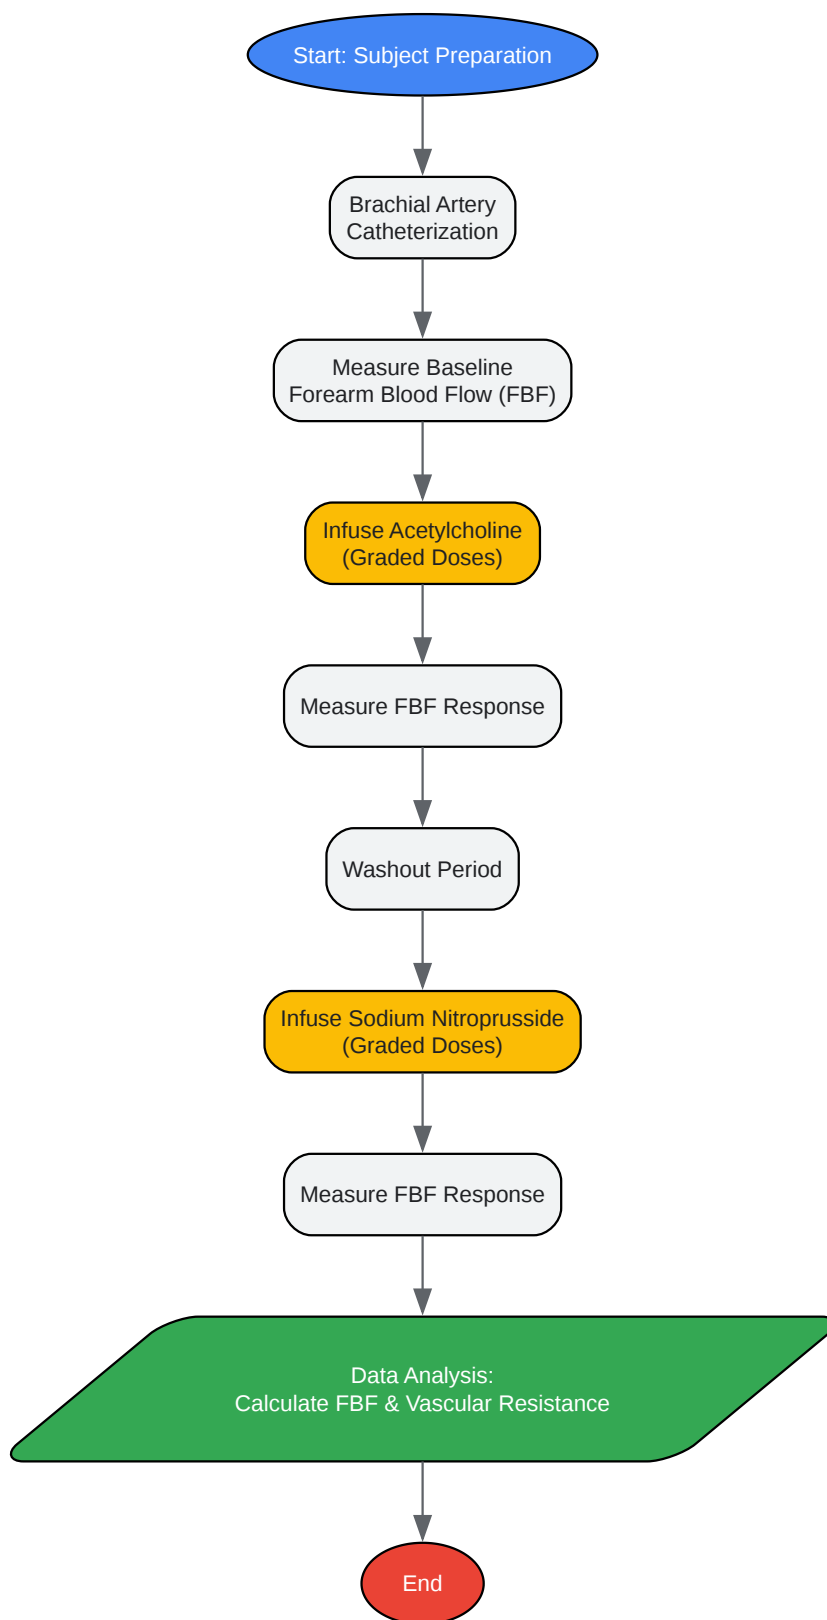 Start: Subject Preparation
Brachial Artery
Catheterization
Measure Baseline
Forearm Blood Flow (FBF)
Infuse Acetylcholine
(Graded Doses)
Measure FBF Response
Washout Period
Infuse Sodium Nitroprusside
(Graded Doses)
Measure FBF Response
Data Analysis:
Calculate FBF & Vascular Resistance
End